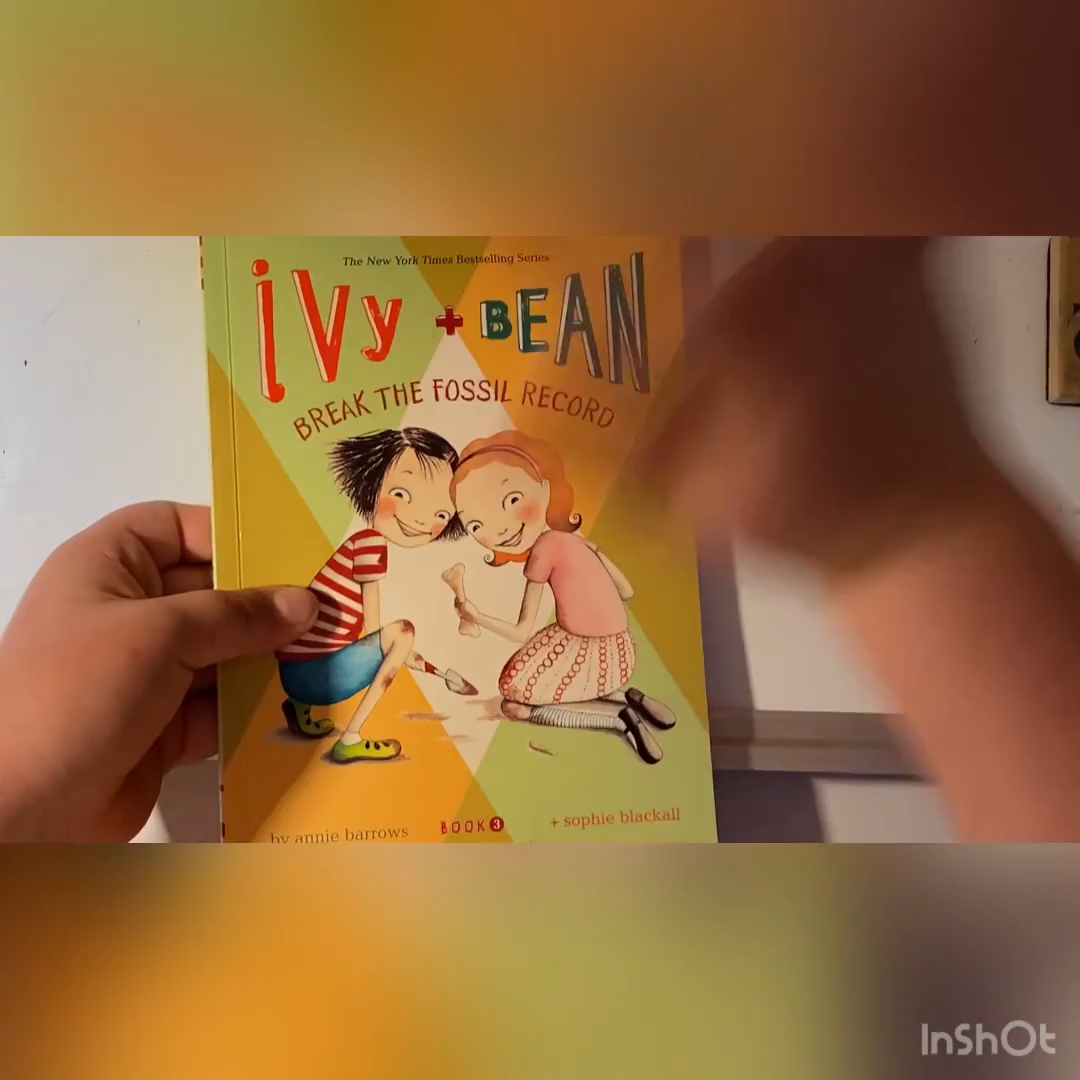 The New York Times Bestselling Series
ivy + BEAN
BREAK THE FOSSIL RECORD
by annie barrows
BOOK 3
+ sophie blackall
InShOt